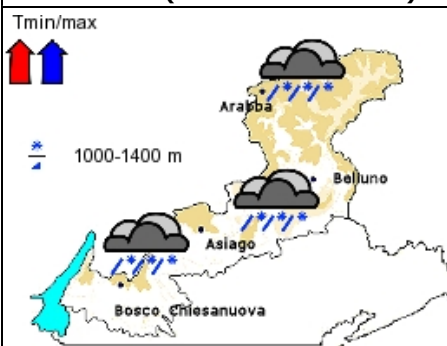 Tmin/max
Arabba
1000-1400 m
Belluno
Asiago
Bosco Chiesanuova